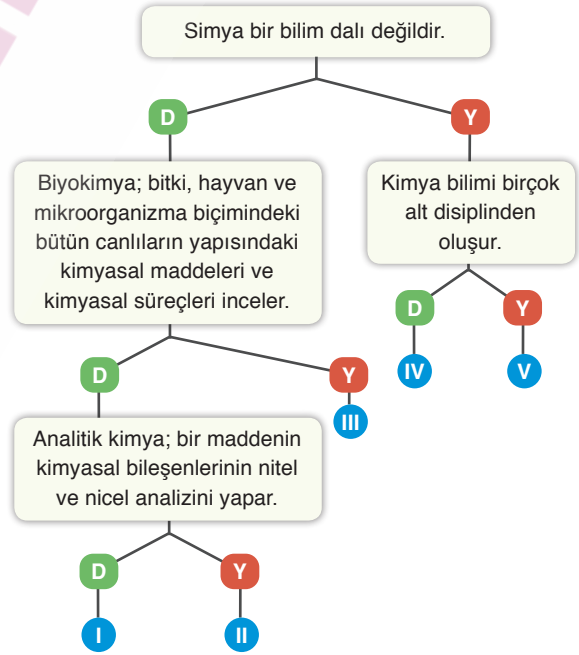 Simya bir bilim dalı değildir.
D
Y
Biyokimya; bitki, hayvan ve
mikroorganizma biçimindeki
bütün canlıların yapısındaki
kimyasal maddeleri ve
kimyasal süreçleri inceler.
Kimya bilimi birçok
alt disiplinden
oluşur.
D
Y
IV
V
D
Y
III
Analitik kimya; bir maddenin
kimyasal bileşenlerinin nitel
ve nicel analizini yapar.
D
Y
I
II